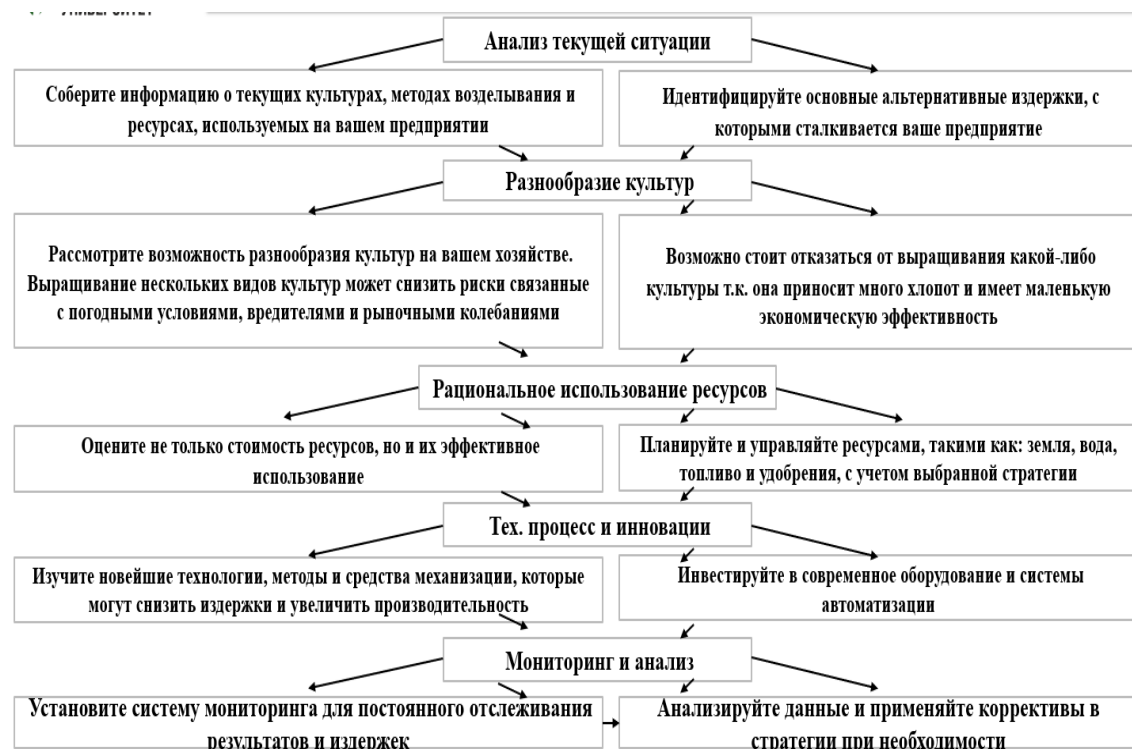 УНИВЕРСИТЕТ
Анализ текущей ситуации
Соберите информацию о текущих культурах, методах возделывания и
ресурсах, используемых на вашем предприятии
Идентифицируйте основные альтернативные издержки, с
которыми сталкивается ваше предприятие
Разнообразие культур
Рассмотрите возможность разнообразия культур на вашем хозяйстве.
Выращивание нескольких видов культур может снизить риски связанные
с погодными условиями, вредителями и рыночными колебаниями
Возможно стоит отказаться от выращивания какой-либо
культуры т.к. она приносит много хлопот и имеет маленькую
экономическую эффективность
Рациональное использование ресурсов
Оцените не только стоимость ресурсов, но и их эффективное
использование
Планируйте и управляйте ресурсами, такими как: земля, вода,
топливо и удобрения, с учетом выбранной стратегии
Тех. процесс и инновации
Изучите новейшие технологии, методы и средства механизации, которые
могут снизить издержки и увеличить производительность
Инвестируйте в современное оборудование и системы
автоматизации
Мониторинг и анализ
Установите систему мониторинга для постоянного отслеживания
результатов и издержек
Анализируйте данные и применяйте коррективы в
стратегии при необходимости